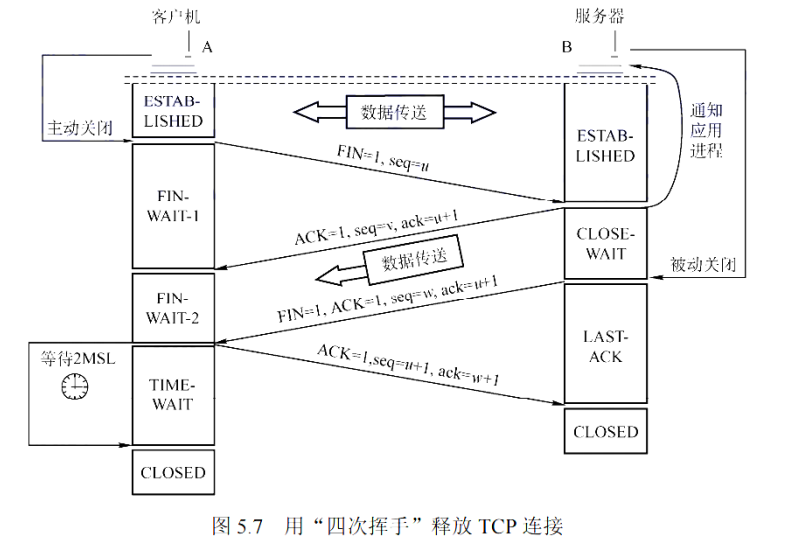 客户机
服务器
A
B
ESTAB-
LISHED
数据传送
ESTAB-
LISHED
通知
应用
进程
主动关闭
FIN=1, seq=u
FIN-
WAIT-1
ACK=1, seq=v, ack=u+1
CLOSE-
WAIT
数据传送
被动关闭
FIN=1, ACK=1, seq=w, ack=u+1
FIN-
WAIT-2
ACK=1,seq=u+1, ack=w+1
LAST-
ACK
等待2MSL
TIME-
WAIT
CLOSED
CLOSED
图 5.7 用“四次挥手”释放 TCP 连接